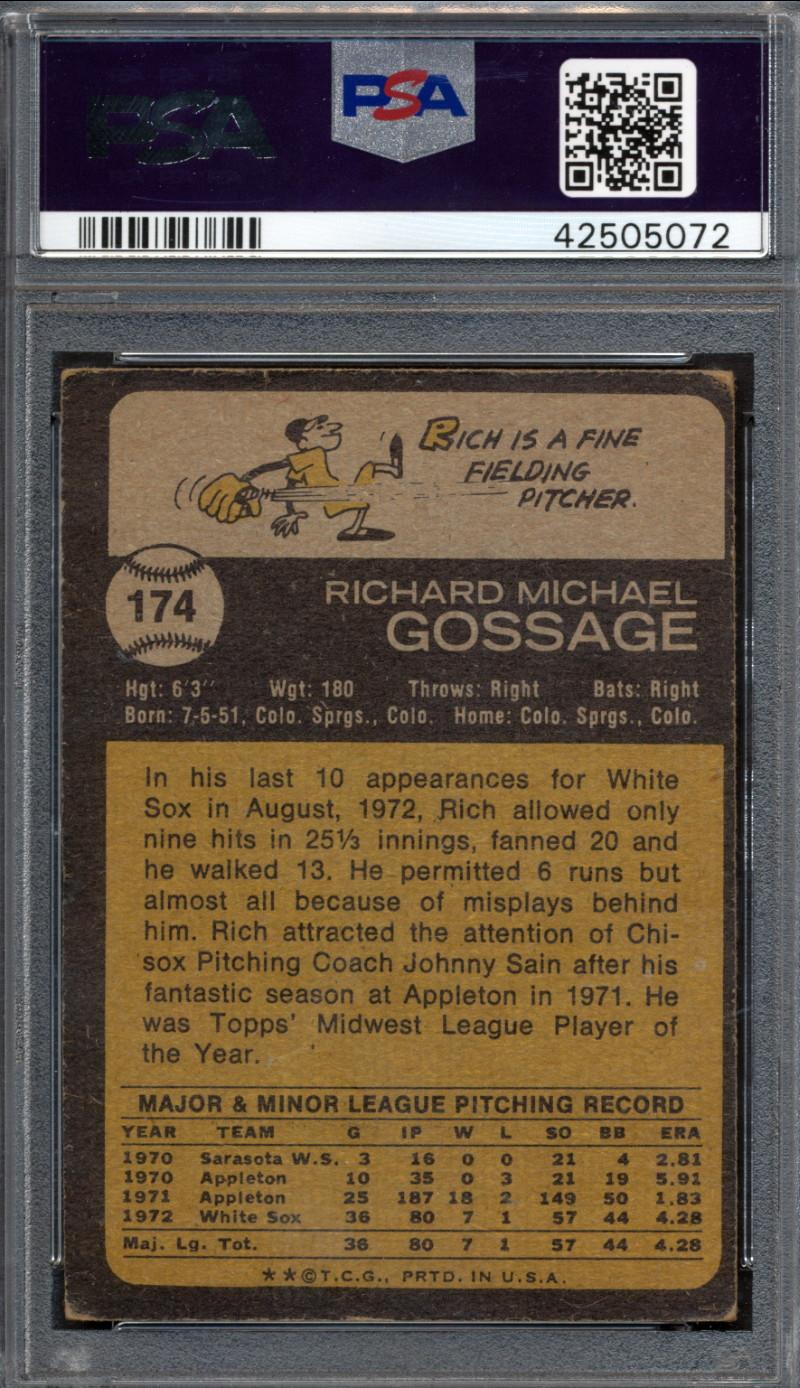 PSA PSA
42505072
RICH IS A FINE
FIELDING
PITCHER.
174
RICHARD MICHAEL
GOSSAGE
Hgt: 6'3" Wgt: 180 Throws: Right Bats: Right
Born: 7-5-51, Colo. Sprgs., Colo. Home: Colo. Sprgs., Colo.
In his last 10 appearances for White
Sox in August, 1972, Rich allowed only
nine hits in 25⅓ innings, fanned 20 and
he walked 13. He permitted 6 runs but
almost all because of misplays behind
him. Rich attracted the attention of Chi-
sox Pitching Coach Johnny Sain after his
fantastic season at Appleton in 1971. He
was Topps' Midwest League Player of
the Year.
MAJOR & MINOR LEAGUE PITCHING RECORD
YEAR TEAM G IP W L SO BB ERA
1970 Sarasota W.S. 3 16 0 0 21 4 2.81
1970 Appleton 10 35 0 3 21 19 5.91
1971 Appleton 25 187 18 2 149 50 1.83
1972 White Sox 36 80 7 1 57 44 4.28
Maj. Lg. Tot. 36 80 7 1 57 44 4.28
**©T.C.G., PRTD. IN U.S.A.